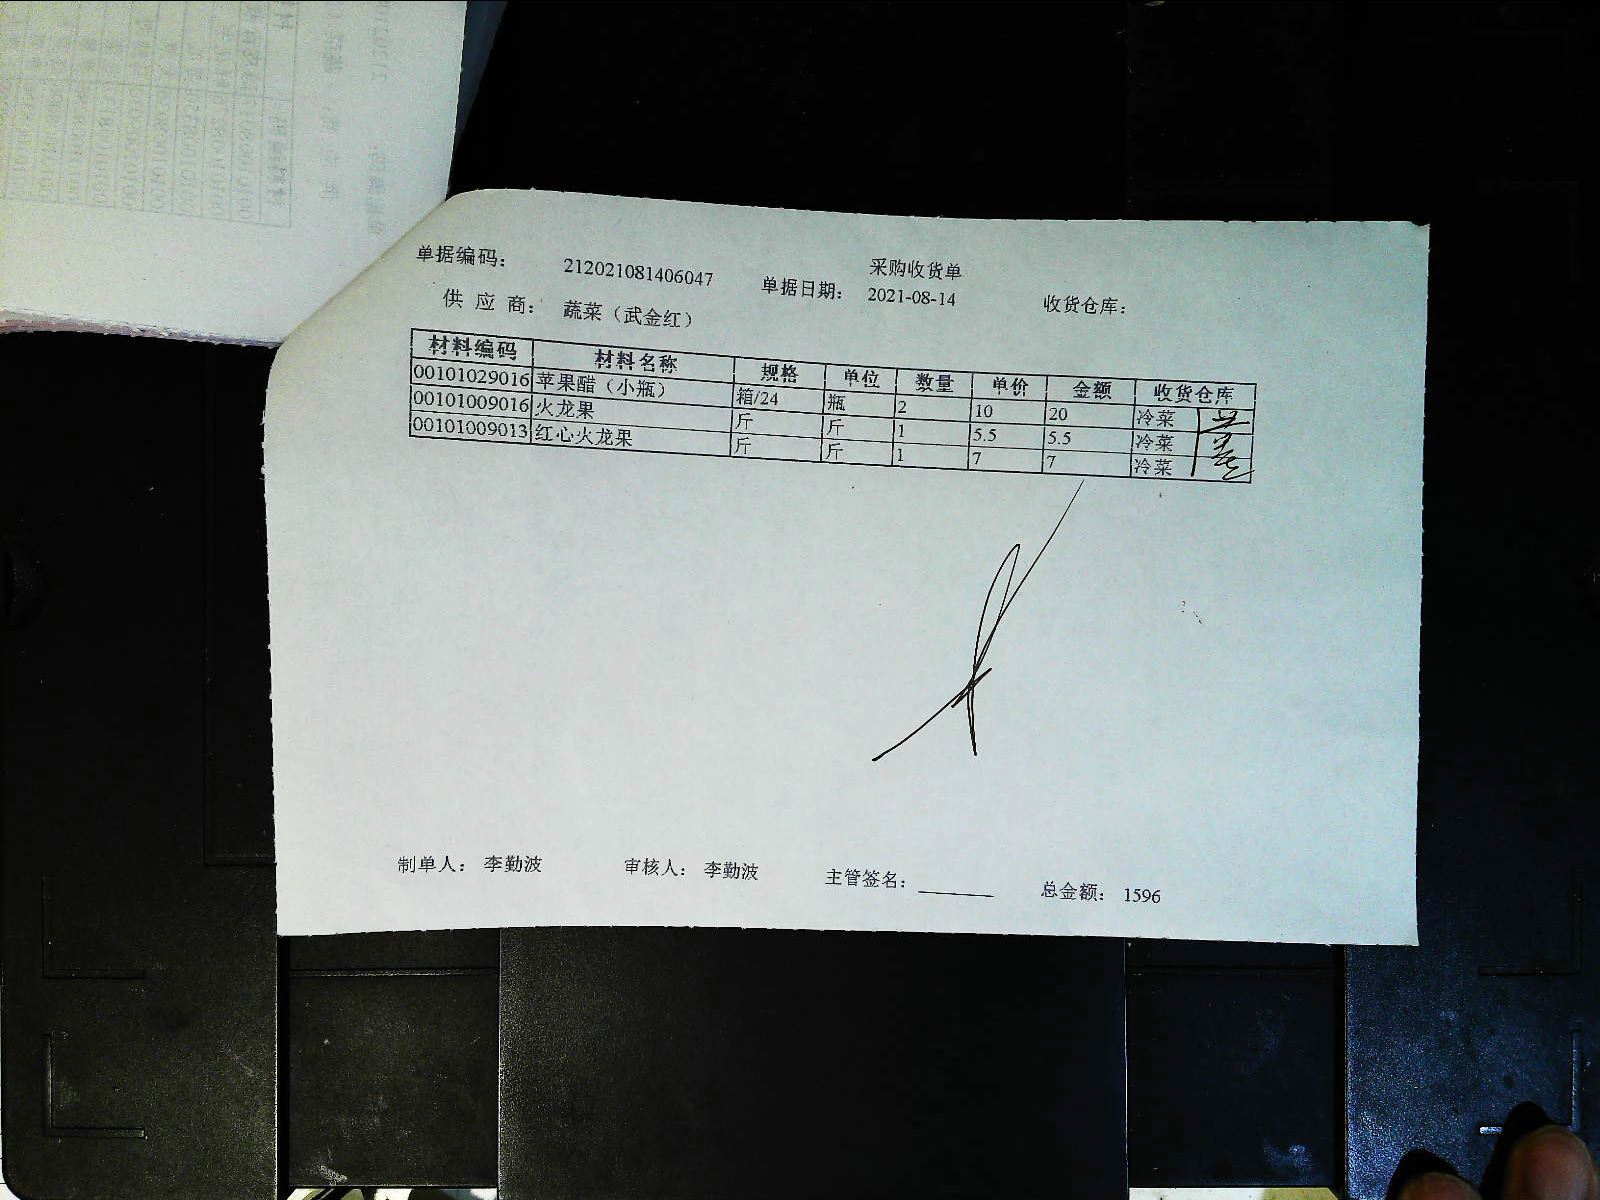 采购收货单
单据编码： 212021081406047 单据日期： 2021-08-14 收货仓库：
供 应 商： 蔬菜（武金红）
材料编码 材料名称 规格 单位 数量 单价 金额 收货仓库
00101029016 苹果醋（小瓶） 箱/24 瓶 2 10 20 冷菜
00101009016 火龙果 斤 斤 1 5.5 5.5 冷菜
00101009013 红心火龙果 斤 斤 1 7 7 冷菜
制单人： 李勤波 审核人： 李勤波 主管签名： 总金额： 1596